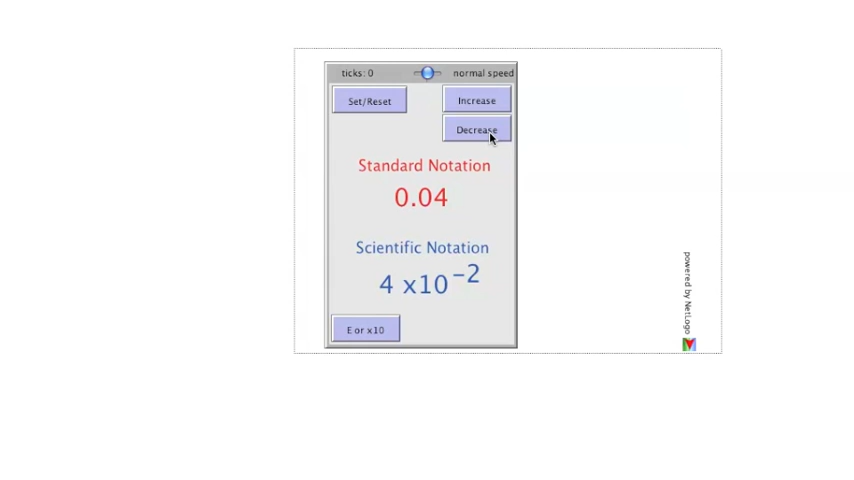 ticks: 0
normal speed
Set/Reset
Increase
Decrease
Standard Notation
0.04
Scientific Notation
4 x10⁻²
E or x10
powered by NetLogo